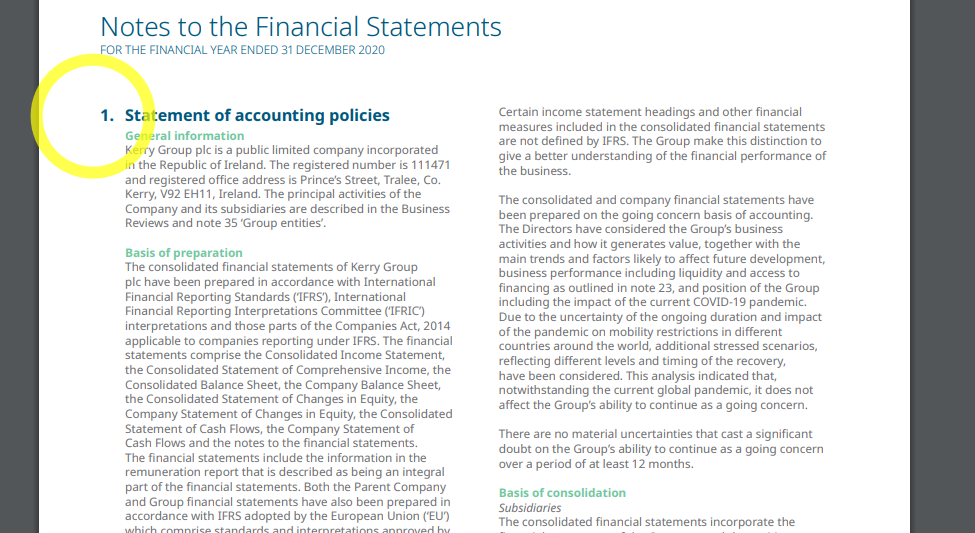 Notes to the Financial Statements
FOR THE FINANCIAL YEAR ENDED 31 DECEMBER 2020
1. Statement of accounting policies
General information
Kerry Group plc is a public limited company incorporated
in the Republic of Ireland. The registered number is 111471
and registered office address is Prince’s Street, Tralee, Co.
Kerry, V92 EH11, Ireland. The principal activities of the
Company and its subsidiaries are described in the Business
Reviews and note 35 ‘Group entities’.
Basis of preparation
The consolidated financial statements of Kerry Group
plc have been prepared in accordance with International
Financial Reporting Standards (‘IFRS’), International
Financial Reporting Interpretations Committee (‘IFRIC’)
interpretations and those parts of the Companies Act, 2014
applicable to companies reporting under IFRS. The financial
statements comprise the Consolidated Income Statement,
the Consolidated Statement of Comprehensive Income, the
Consolidated Balance Sheet, the Company Balance Sheet,
the Consolidated Statement of Changes in Equity, the
Company Statement of Changes in Equity, the Consolidated
Statement of Cash Flows, the Company Statement of
Cash Flows and the notes to the financial statements.
The financial statements include the information in the
remuneration report that is described as being an integral
part of the financial statements. Both the Parent Company
and Group financial statements have also been prepared in
accordance with IFRS adopted by the European Union (‘EU’)
which comprise standards and interpretations approved by
Certain income statement headings and other financial
measures included in the consolidated financial statements
are not defined by IFRS. The Group make this distinction to
give a better understanding of the financial performance of
the business.
The consolidated and company financial statements have
been prepared on the going concern basis of accounting.
The Directors have considered the Group’s business
activities and how it generates value, together with the
main trends and factors likely to affect future development,
business performance including liquidity and access to
financing as outlined in note 23, and position of the Group
including the impact of the current COVID-19 pandemic.
Due to the uncertainty of the ongoing duration and impact
of the pandemic on mobility restrictions in different
countries around the world, additional stressed scenarios,
reflecting different levels and timing of the recovery,
have been considered. This analysis indicated that,
notwithstanding the current global pandemic, it does not
affect the Group’s ability to continue as a going concern.
There are no material uncertainties that cast a significant
doubt on the Group’s ability to continue as a going concern
over a period of at least 12 months.
Basis of consolidation
Subsidiaries
The consolidated financial statements incorporate the